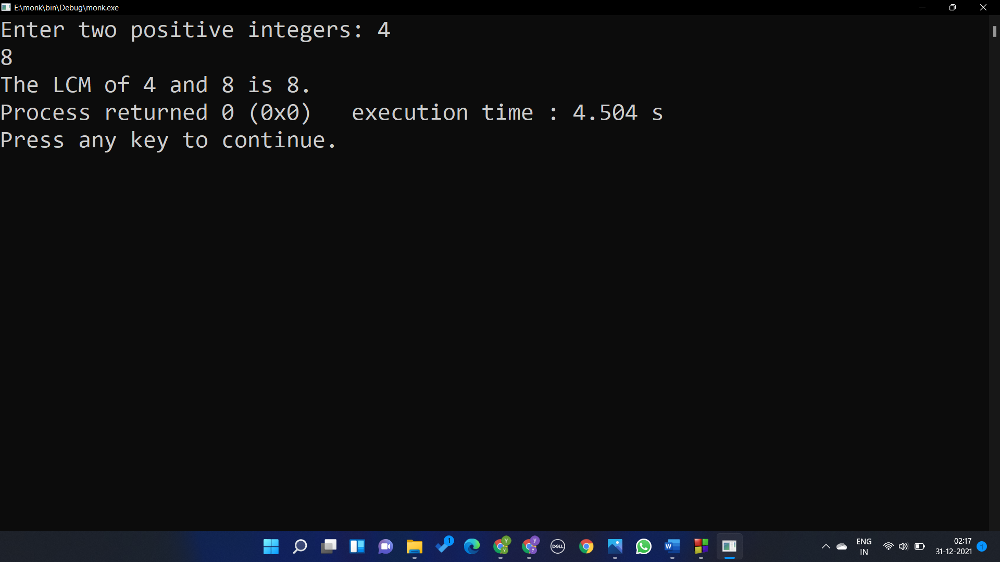 E:\monk\bin\Debug\monk.exe
Enter two positive integers: 4
8
The LCM of 4 and 8 is 8.
Process returned 0 (0x0)   execution time : 4.504 s
Press any key to continue.
1
Y
Y
y
y
DELL
W
ENG
IN
02:17
31-12-2021
1